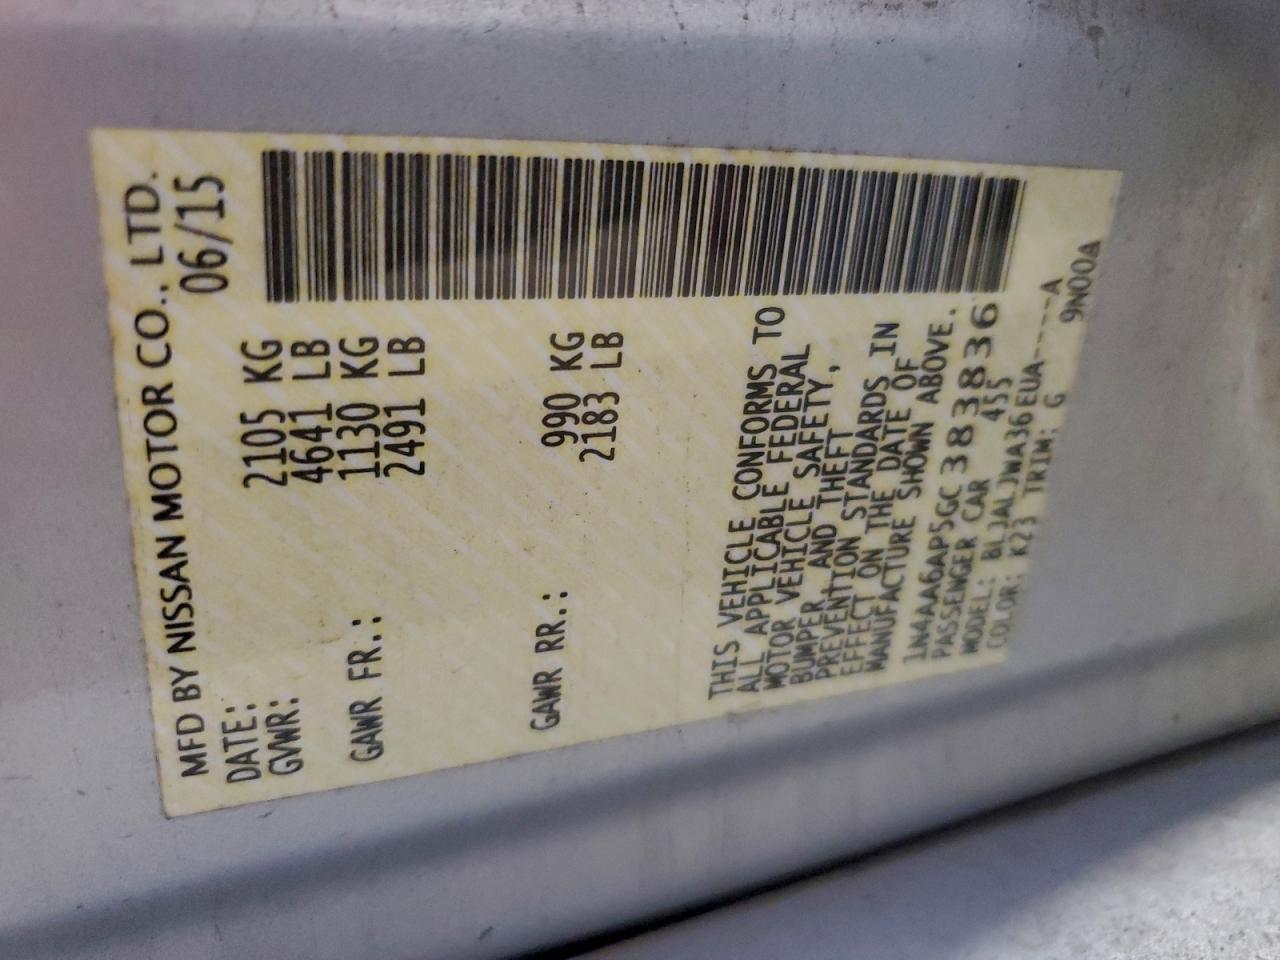 MFD BY NISSAN MOTOR CO., LTD.
DATE: 06/15
GVWR: 2105 KG
4641 LB
GAWR FR.: 1130 KG
2491 LB
GAWR RR.: 990 KG
2183 LB
THIS VEHICLE CONFORMS TO
ALL APPLICABLE FEDERAL
MOTOR VEHICLE SAFETY,
BUMPER, AND THEFT
PREVENTION STANDARDS IN
EFFECT ON THE DATE OF
MANUFACTURE SHOWN ABOVE.
1N4AA6AP5GC383836
PASSENGER CAR 455
MODEL: BLJALJWA36EUA-----A
COLOR: K23 TRIM: G 9N00A